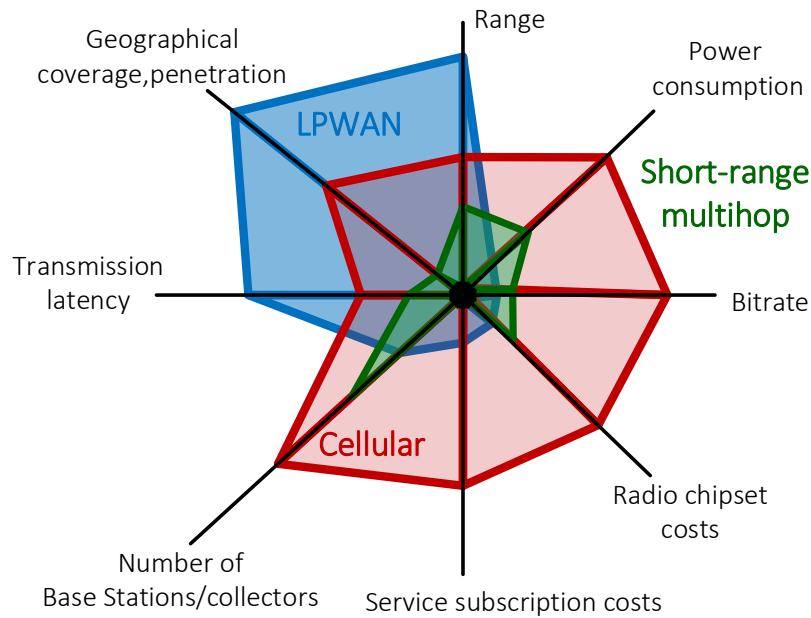 Range
Geographical
coverage,penetration
Power
consumption
LPWAN
Short-range
multihop
Transmission
latency
Bitrate
Cellular
Radio chipset
costs
Number of
Base Stations/collectors
Service subscription costs